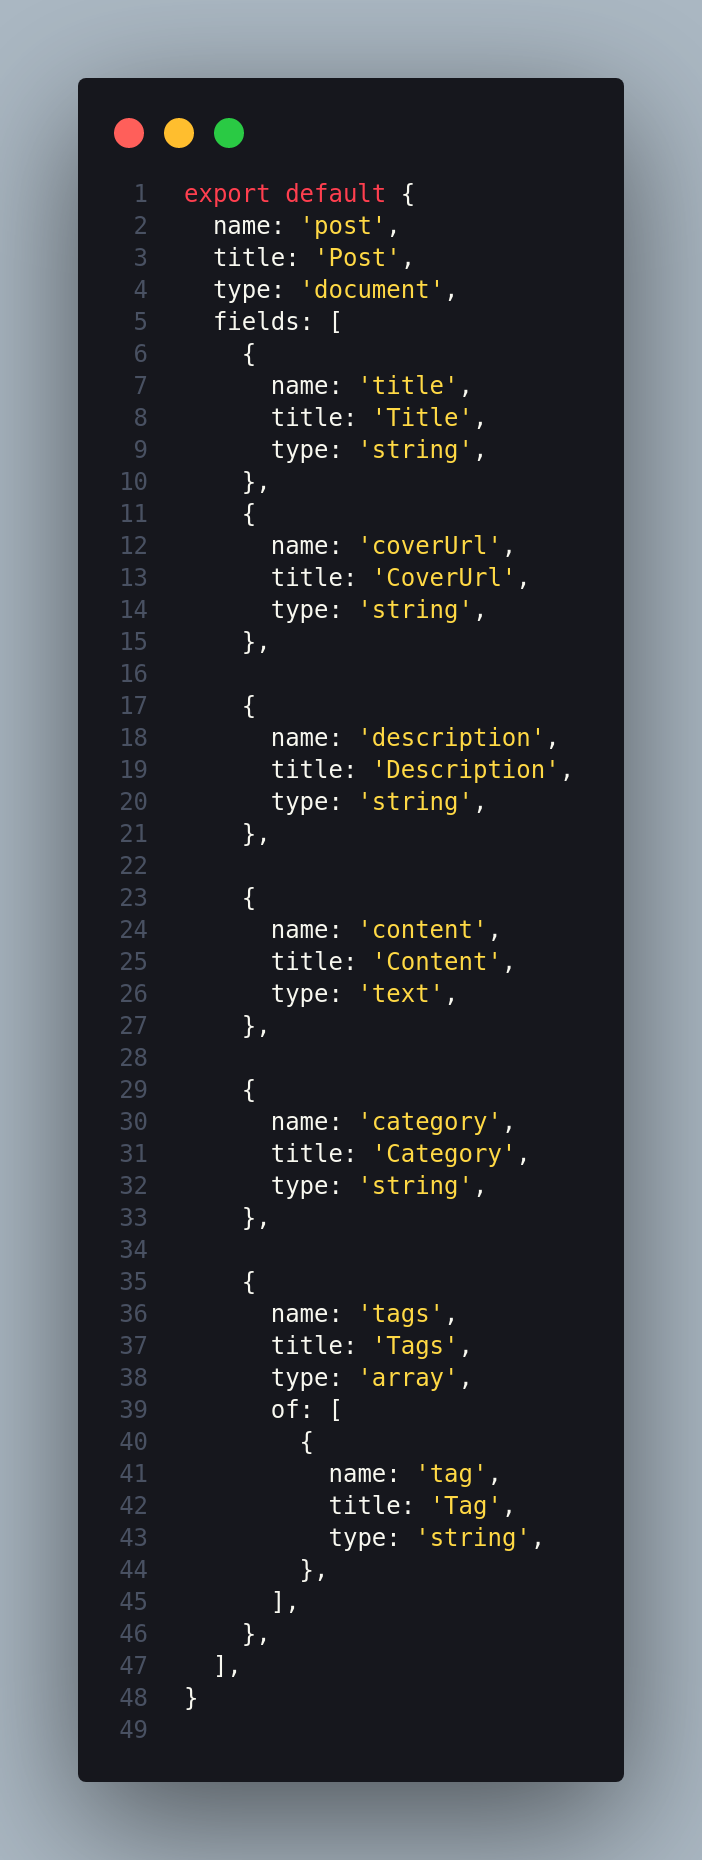 1 export default {
2   name: 'post',
3   title: 'Post',
4   type: 'document',
5   fields: [
6     {
7       name: 'title',
8       title: 'Title',
9       type: 'string',
10     },
11     {
12       name: 'coverUrl',
13       title: 'CoverUrl',
14       type: 'string',
15     },
16
17     {
18       name: 'description',
19       title: 'Description',
20       type: 'string',
21     },
22
23     {
24       name: 'content',
25       title: 'Content',
26       type: 'text',
27     },
28
29     {
30       name: 'category',
31       title: 'Category',
32       type: 'string',
33     },
34
35     {
36       name: 'tags',
37       title: 'Tags',
38       type: 'array',
39       of: [
40         {
41           name: 'tag',
42           title: 'Tag',
43           type: 'string',
44         },
45       ],
46     },
47   ],
48 }
49